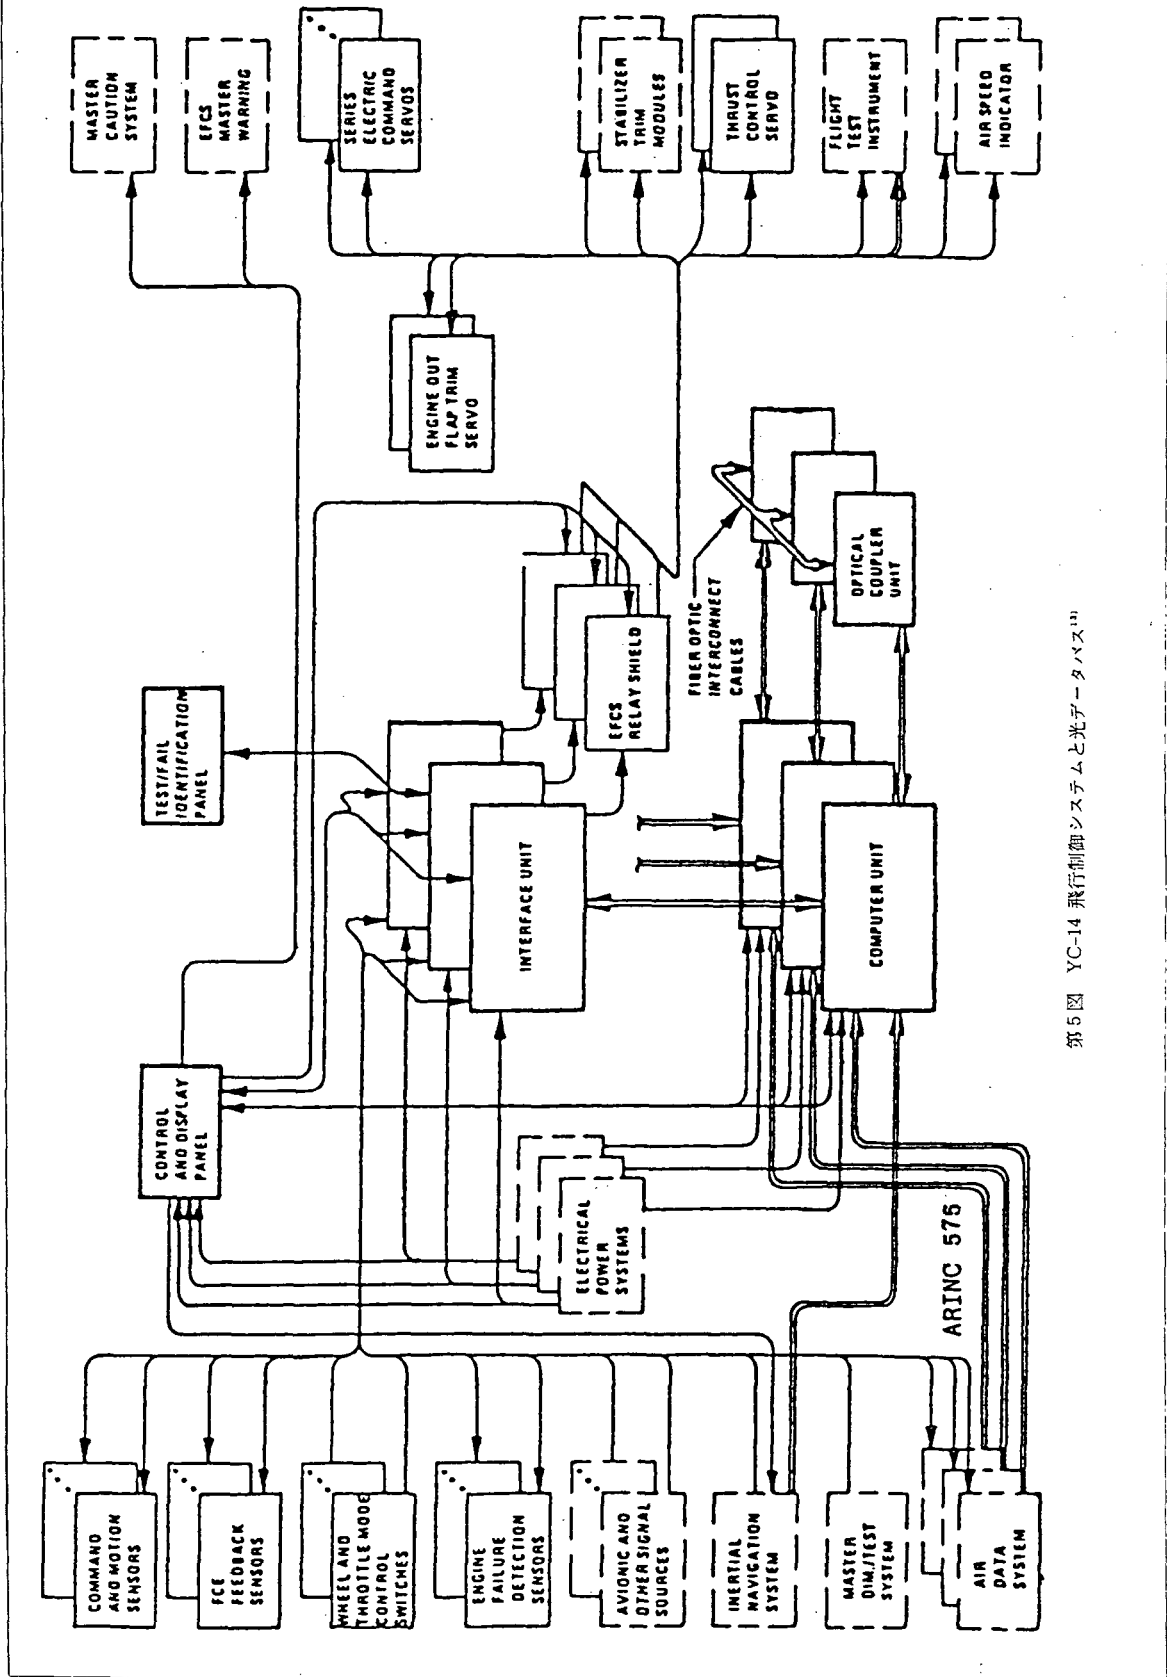 COMMAND
AND MOTION
SENSORS
FCE
FEEDBACK
SENSORS
WHEEL AND
THROTTLE MODE
CONTROL
SWITCHES
ENGINE
FAILURE
DETECTION
SENSORS
AVIONIC AND
OTHER SIGNAL
SOURCES
INERTIAL
NAVIGATION
SYSTEM
MASTER
DIM/TEST
SYSTEM
AIR
DATA
SYSTEM
CONTROL
AND DISPLAY
PANEL
ELECTRICAL
POWER
SYSTEMS
ARINC 575
TEST/FAIL
IDENTIFICATION
PANEL
INTERFACE UNIT
COMPUTER UNIT
EFCS
RELAY SHIELD
FIBER OPTIC
INTERCONNECT
CABLES
OPTICAL
COUPLER
UNIT
ENGINE OUT
FLAP TRIM
SERVO
MASTER
CAUTION
SYSTEM
EFCS
MASTER
WARNING
SERIES
ELECTRIC
COMMAND
SERVOS
STABILIZER
TRIM
MODULES
THRUST
CONTROL
SERVO
FLIGHT
TEST
INSTRUMENT
AIR SPEED
INDICATOR
第5図 YC-14 飛行制御システムと光データバス